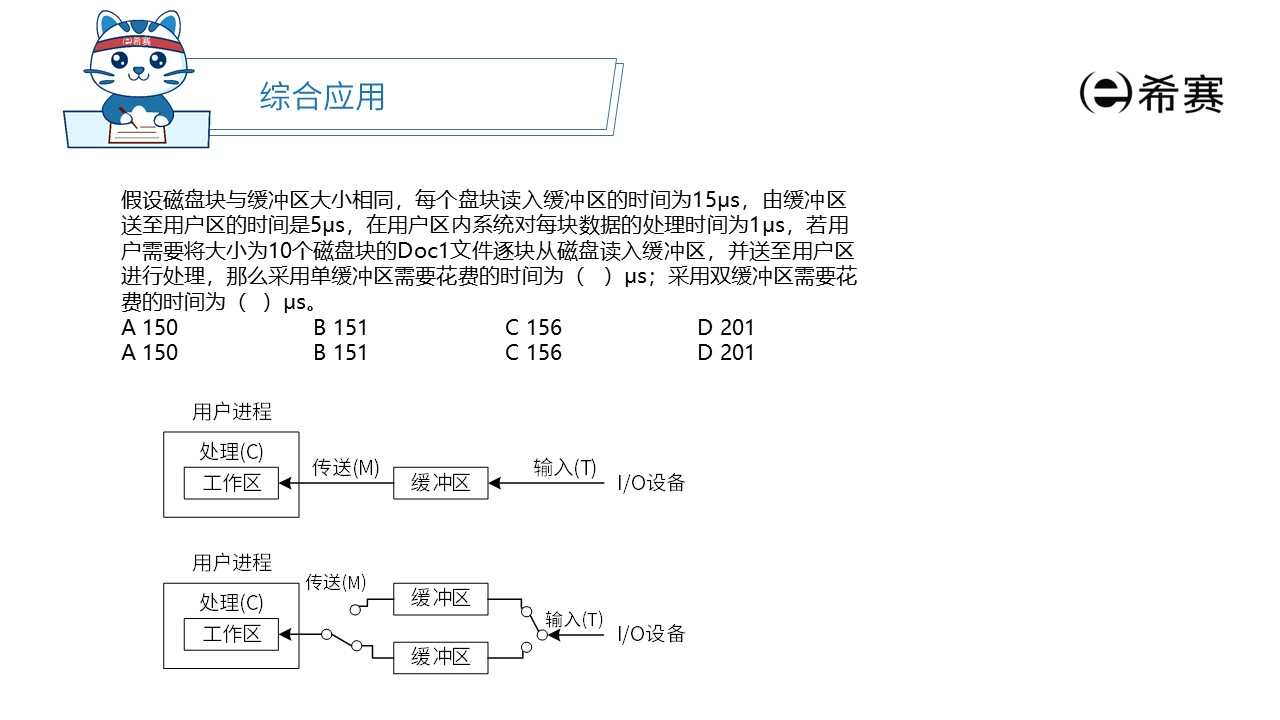 希赛
综合应用
希赛
假设磁盘块与缓冲区大小相同，每个盘块读入缓冲区的时间为15μs，由缓冲区
送至用户区的时间是5μs，在用户区内系统对每块数据的处理时间为1μs，若用
户需要将大小为10个磁盘块的Doc1文件逐块从磁盘读入缓冲区，并送至用户区
进行处理，那么采用单缓冲区需要花费的时间为（ ）μs；采用双缓冲区需要花
费的时间为（ ）μs。
A 150 B 151 C 156 D 201
A 150 B 151 C 156 D 201
用户进程
处理(C)
传送(M) 输入(T)
工作区 缓冲区 I/O设备
用户进程
传送(M)
处理(C) 缓冲区
输入(T)
工作区 I/O设备
缓冲区